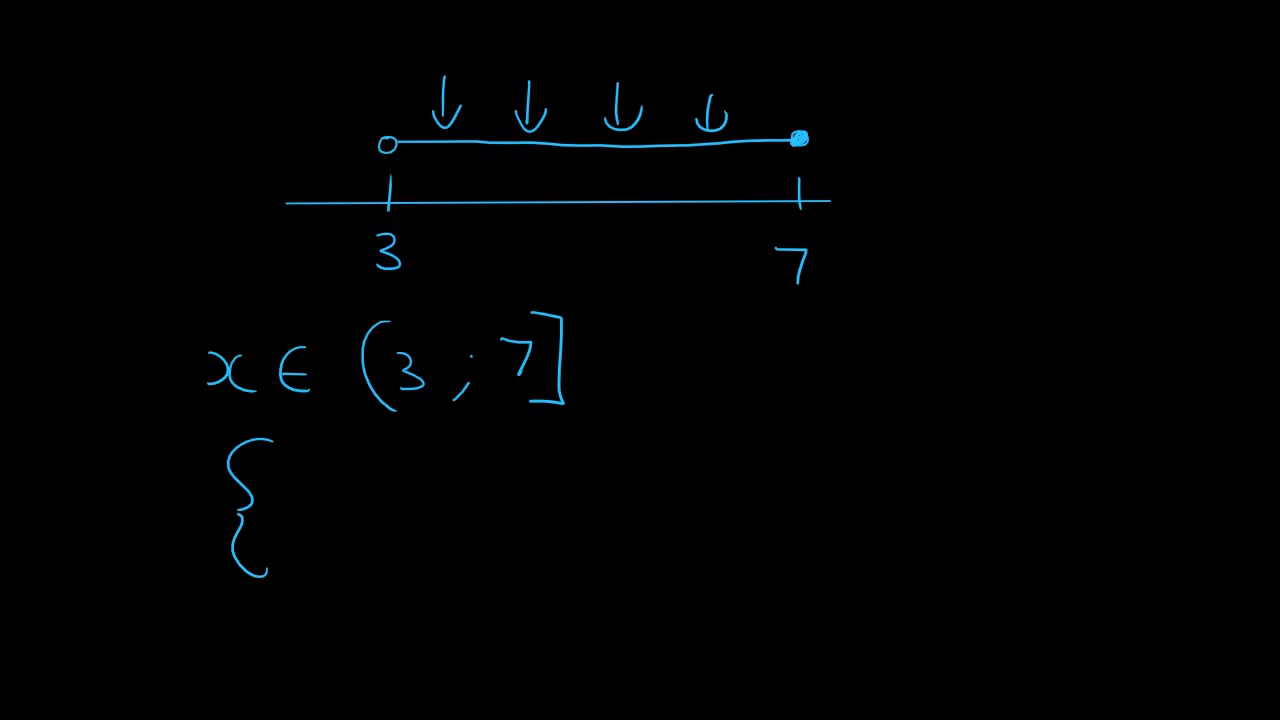 3 7
x ∈ (3 ; 7]
{